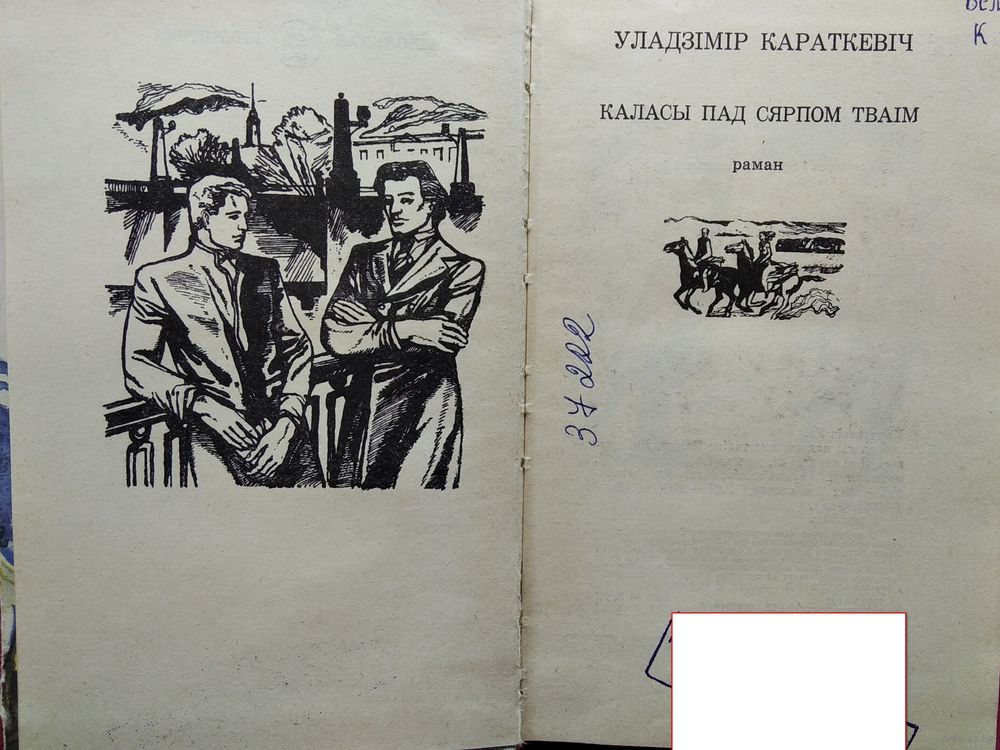 УЛАДЗІМІР КАРАТКЕВІЧ
КАЛАСЫ ПАД СЯРПОМ ТВАІМ
раман
37222
К